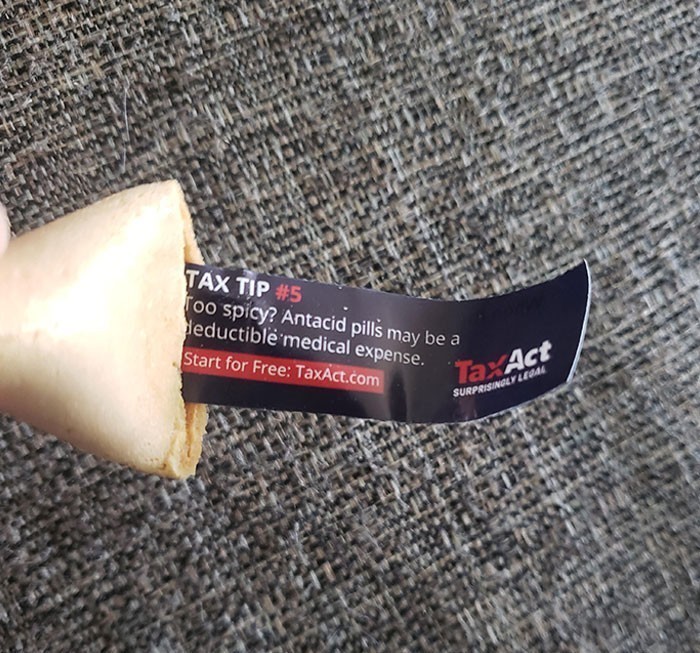 TAX TIP #5
Too spicy? Antacid pills may be a
deductible medical expense.
Start for Free: TaxAct.com
TaxAct
SURPRISINGLY LEGAL